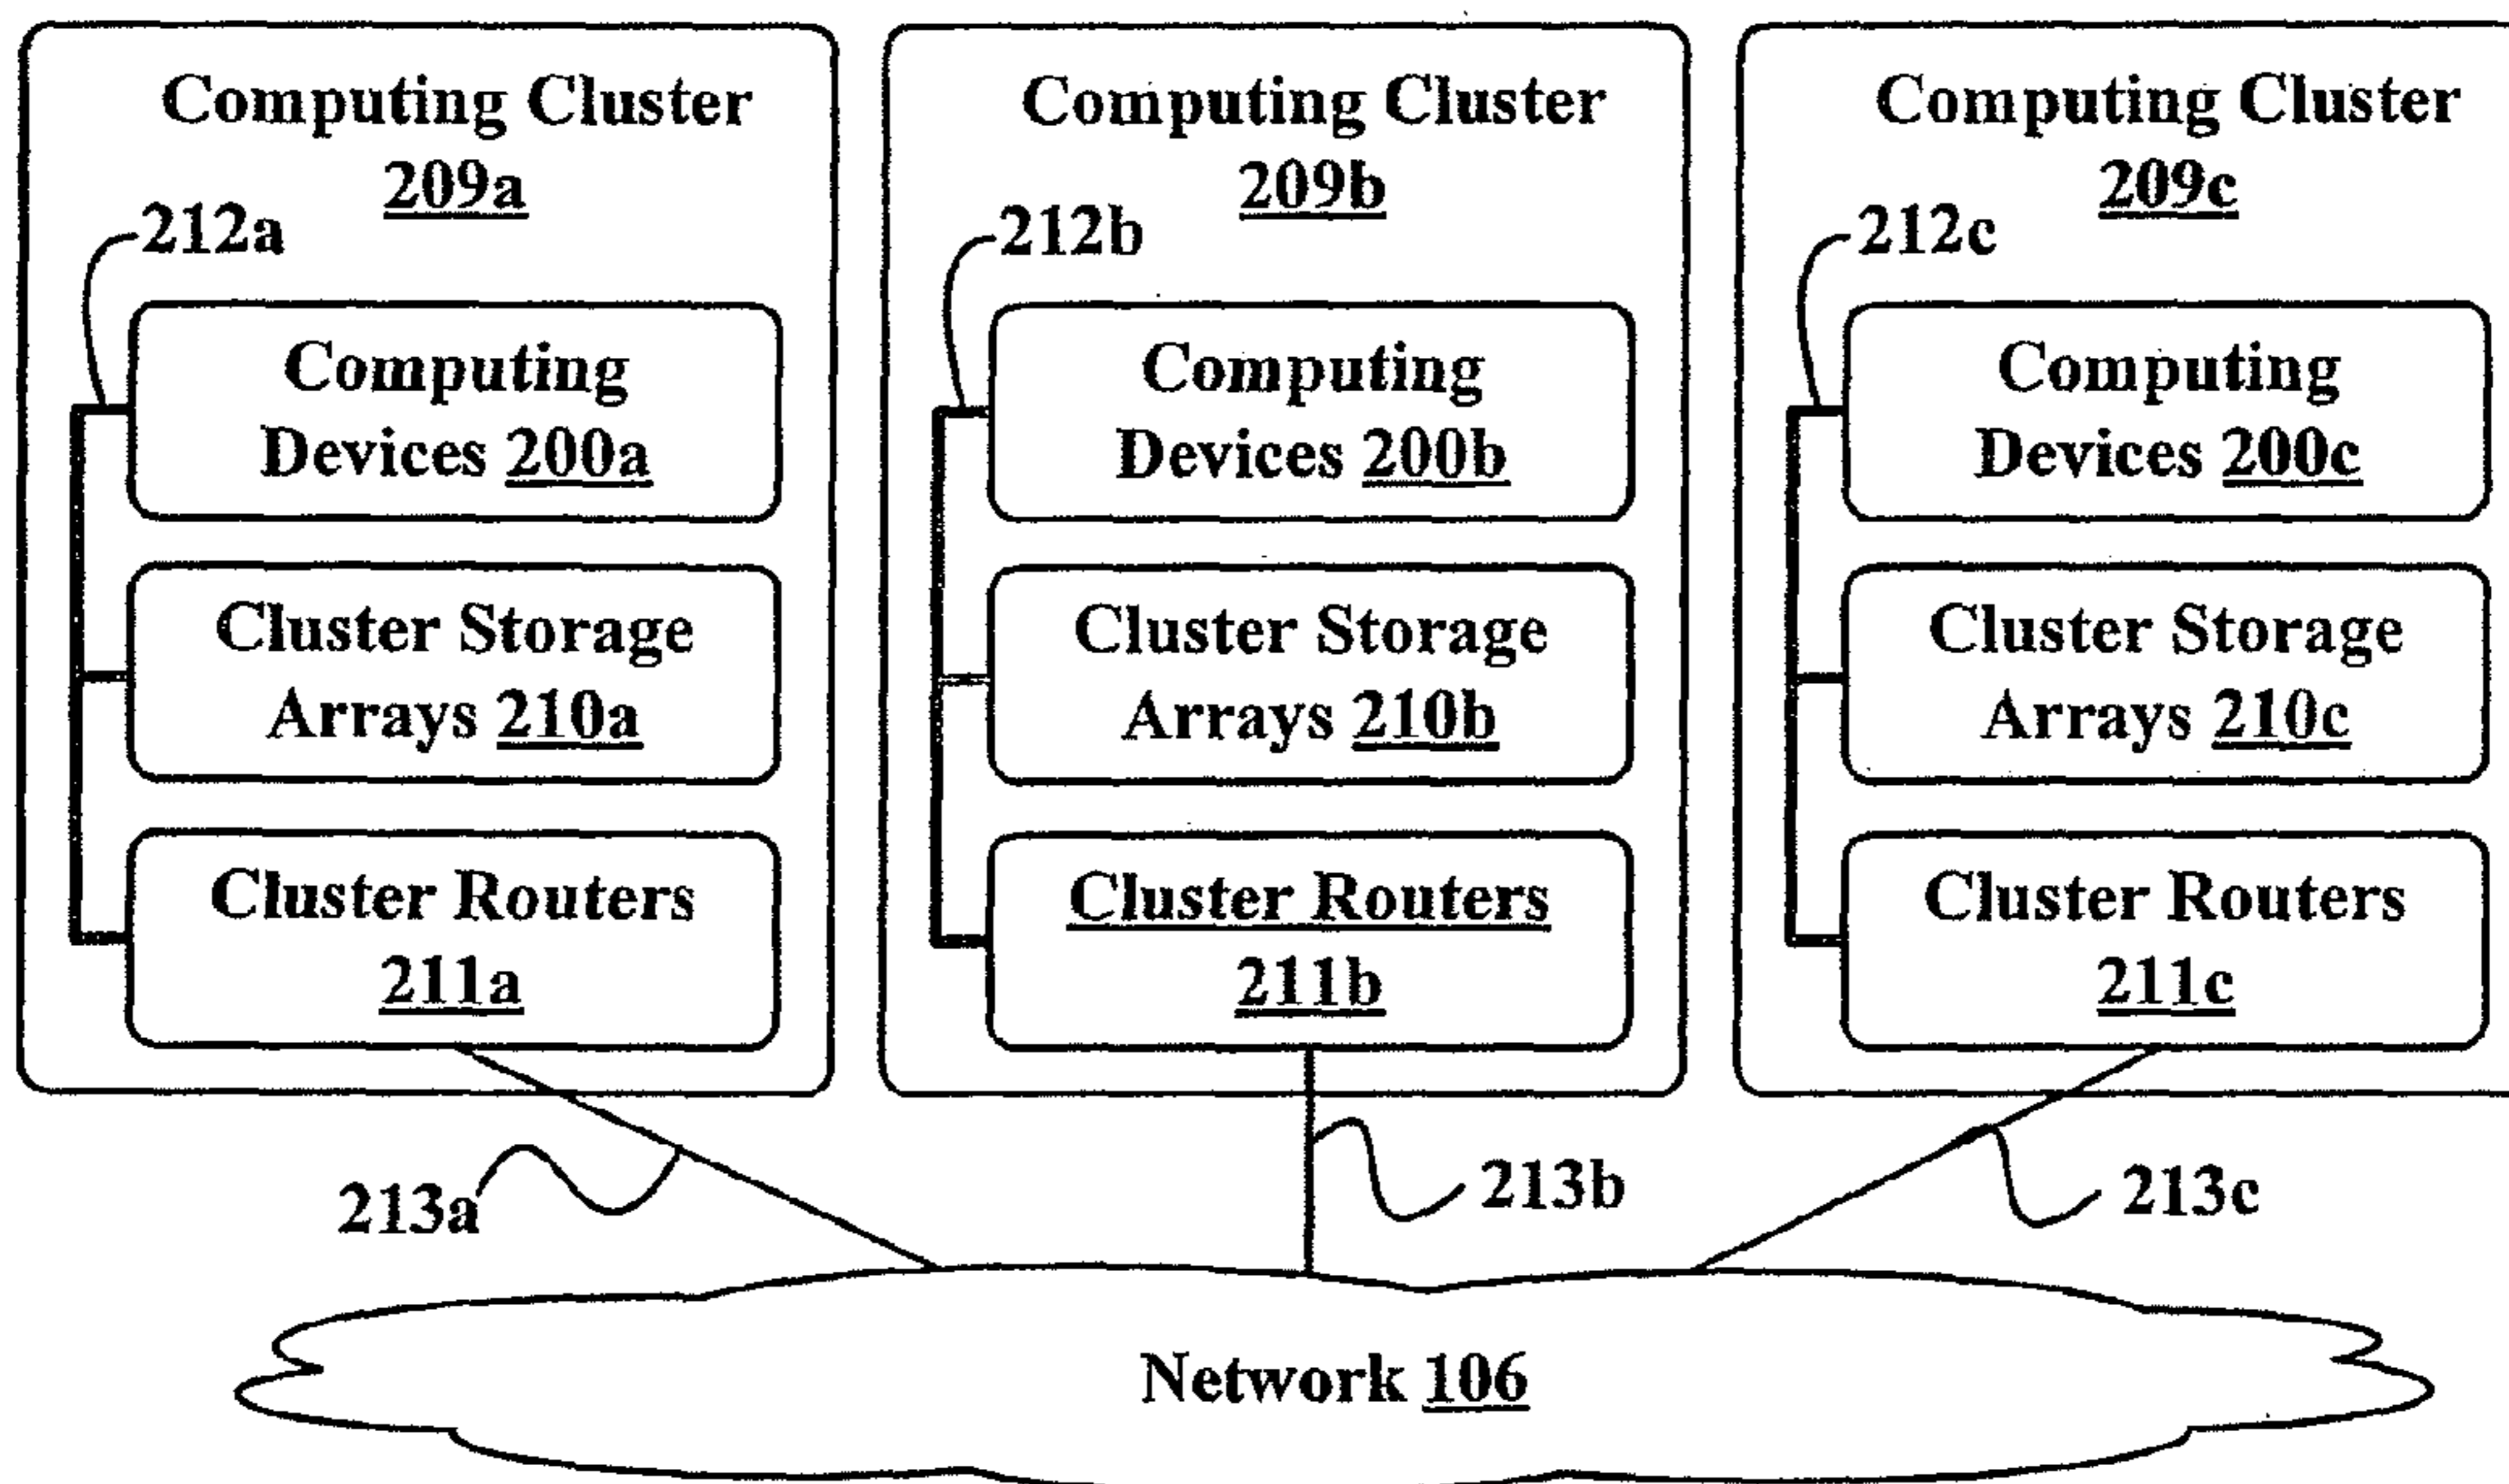 Computing Cluster
209a
212a
Computing
Devices 200a
Cluster Storage
Arrays 210a
Cluster Routers
211a
Computing Cluster
209b
212b
Computing
Devices 200b
Cluster Storage
Arrays 210b
Cluster Routers
211b
Computing Cluster
209c
212c
Computing
Devices 200c
Cluster Storage
Arrays 210c
Cluster Routers
211c
213a
213b
213c
Network 106